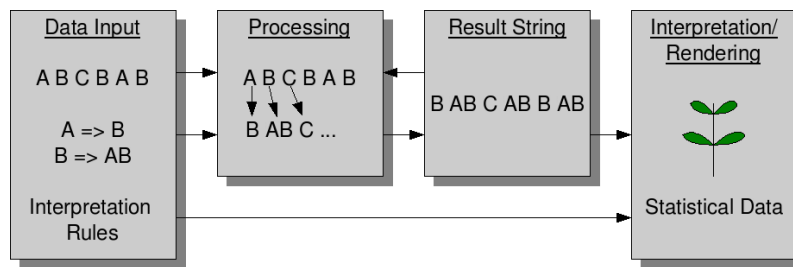 Data Input
A B C B A B
A => B
B => AB
Interpretation
Rules
Processing
A B C B A B
B AB C ...
Result String
B AB C AB B AB
Interpretation/
Rendering
Statistical Data